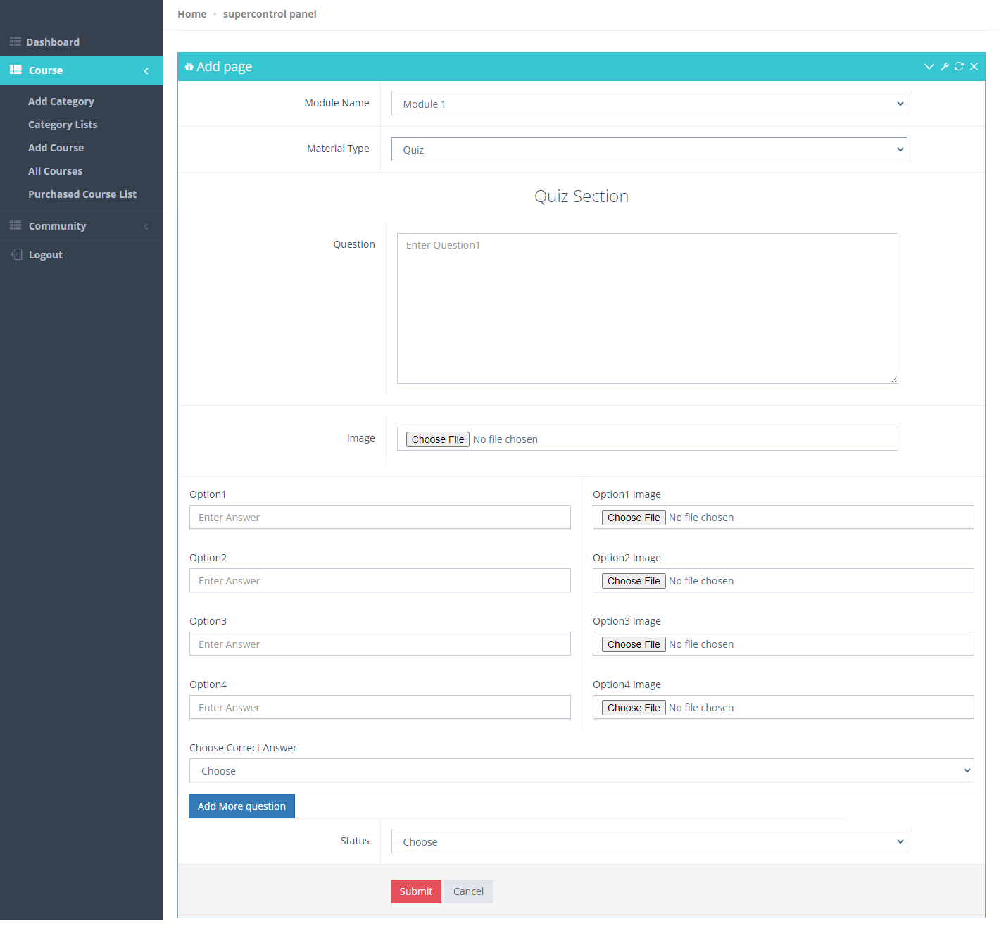 Home • supercontrol panel
Dashboard
Course
Add Category
Category Lists
Add Course
All Courses
Purchased Course List
Community
Logout
Add page
Module Name
Module 1
Material Type
Quiz
Quiz Section
Question
Enter Question1
Image
Choose File No file chosen
Option1
Enter Answer
Option1 Image
Choose File No file chosen
Option2
Enter Answer
Option2 Image
Choose File No file chosen
Option3
Enter Answer
Option3 Image
Choose File No file chosen
Option4
Enter Answer
Option4 Image
Choose File No file chosen
Choose Correct Answer
Choose
Add More question
Status
Choose
Submit
Cancel